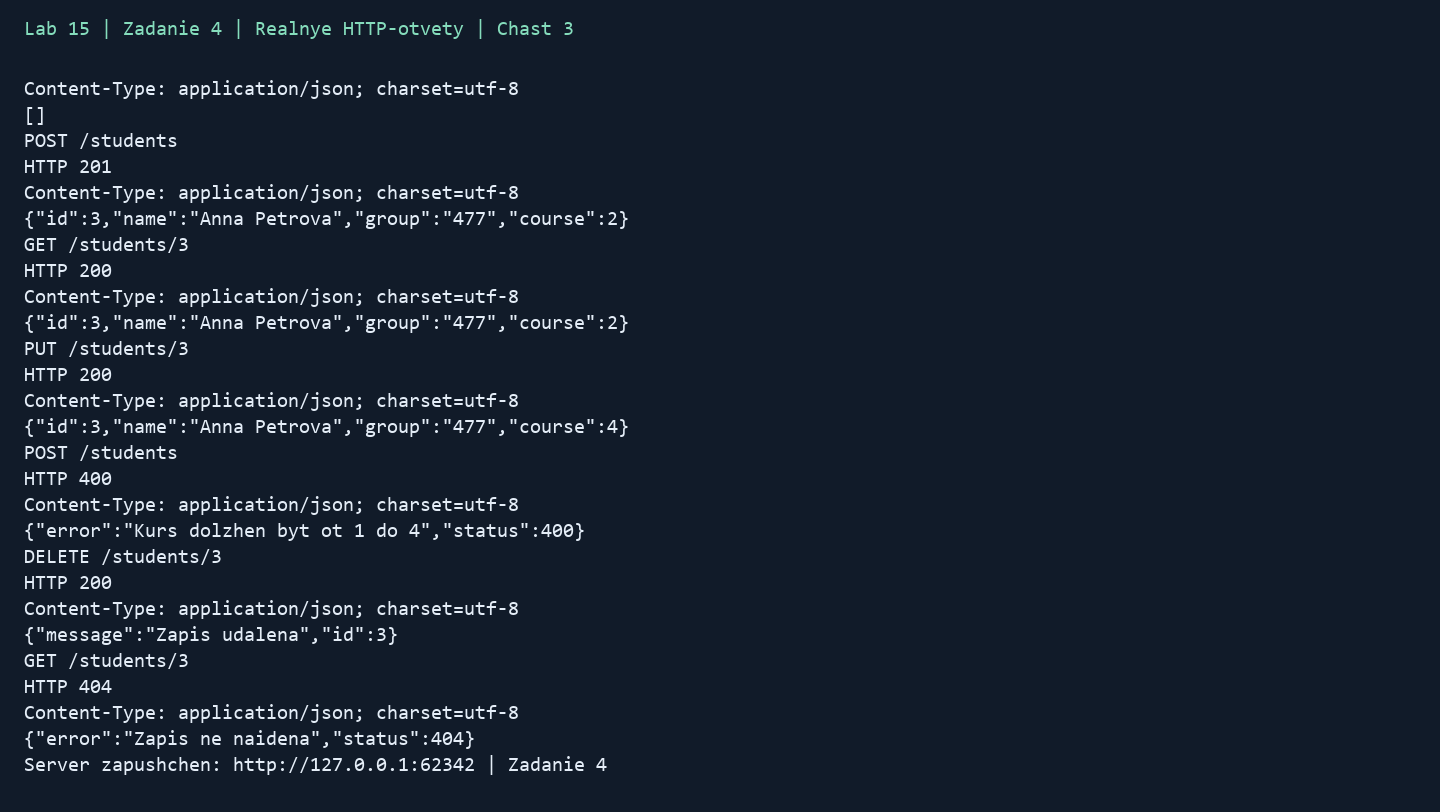 Lab 15 | Zadanie 4 | Realnye HTTP-otvety | Chast 3
Content-Type: application/json; charset=utf-8
[]
POST /students
HTTP 201
Content-Type: application/json; charset=utf-8
{"id":3,"name":"Anna Petrova","group":"477","course":2}
GET /students/3
HTTP 200
Content-Type: application/json; charset=utf-8
{"id":3,"name":"Anna Petrova","group":"477","course":2}
PUT /students/3
HTTP 200
Content-Type: application/json; charset=utf-8
{"id":3,"name":"Anna Petrova","group":"477","course":4}
POST /students
HTTP 400
Content-Type: application/json; charset=utf-8
{"error":"Kurs dolzhen byt ot 1 do 4","status":400}
DELETE /students/3
HTTP 200
Content-Type: application/json; charset=utf-8
{"message":"Zapis udalena","id":3}
GET /students/3
HTTP 404
Content-Type: application/json; charset=utf-8
{"error":"Zapis ne naidena","status":404}
Server zapushchen: http://127.0.0.1:62342 | Zadanie 4